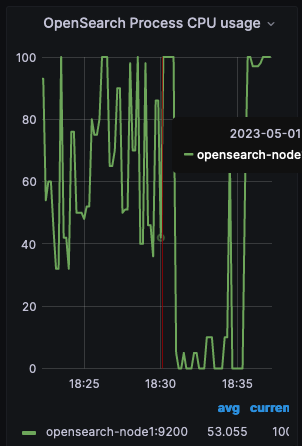 OpenSearch Process CPU usage
100
80
60
40
20
0
2023-05-01
opensearch-node
18:25
18:30
18:35
avg curren
opensearch-node1:9200 53.055 100